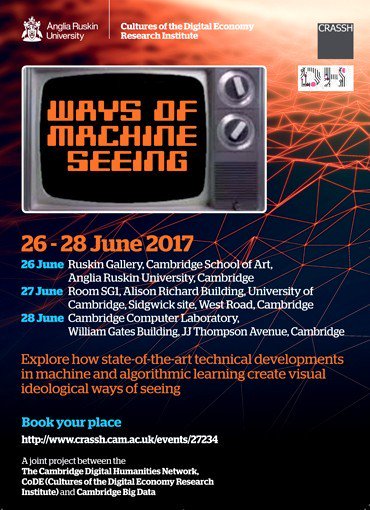 Anglia Ruskin
University
Cultures of the Digital Economy
Research Institute
CRASSH
DH
WAYS OF
MACHINE
SEEING
26 - 28 June 2017
26 June Ruskin Gallery, Cambridge School of Art,
Anglia Ruskin University, Cambridge
27 June Room SG1, Alison Richard Building, University of
Cambridge, Sidgwick site, West Road, Cambridge
28 June Cambridge Computer Laboratory,
William Gates Building, JJ Thompson Avenue, Cambridge
Explore how state-of-the-art technical developments
in machine and algorithmic learning create visual
ideological ways of seeing
Book your place
http://www.crassh.cam.ac.uk/events/27234
A joint project between the
The Cambridge Digital Humanities Network,
CoDE (Cultures of the Digital Economy Research
Institute) and Cambridge Big Data